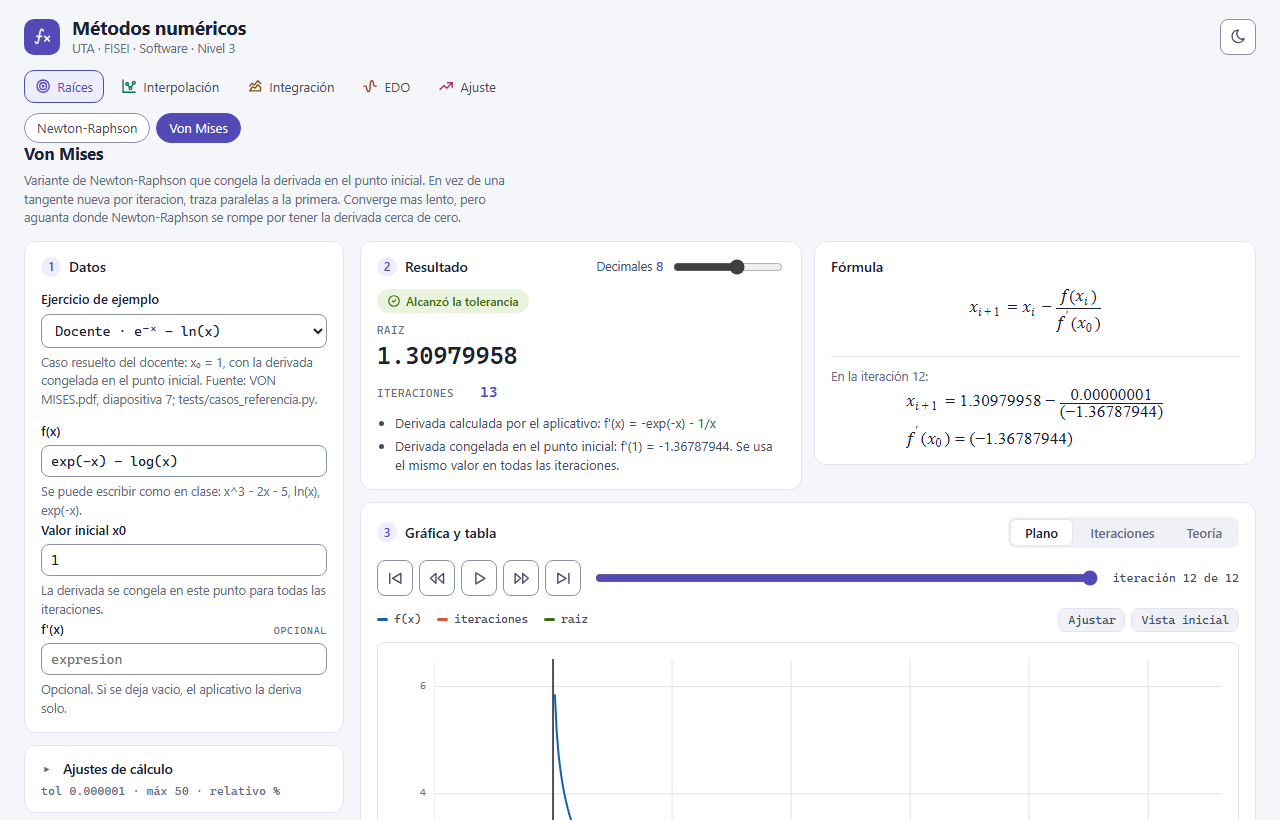 Métodos numéricos
UTA · FISEI · Software · Nivel 3
Raíces
Interpolación
Integración
EDO
Ajuste
Newton-Raphson
Von Mises
Von Mises
Variante de Newton-Raphson que congela la derivada en el punto inicial. En vez de una
tangente nueva por iteracion, traza paralelas a la primera. Converge mas lento, pero
aguanta donde Newton-Raphson se rompe por tener la derivada cerca de cero.
1 Datos
Ejercicio de ejemplo
Docente · e⁻ˣ − ln(x)
Caso resuelto del docente: x₀ = 1, con la derivada
congelada en el punto inicial. Fuente: VON
MISES.pdf, diapositiva 7; tests/casos_referencia.py.
f(x)
exp(−x) − log(x)
Se puede escribir como en clase: x^3 - 2x - 5, ln(x),
exp(-x).
Valor inicial x0
1
La derivada se congela en este punto para todas las
iteraciones.
f'(x) OPCIONAL
expresion
Opcional. Si se deja vacio, el aplicativo la deriva
solo.
▸ Ajustes de cálculo
tol 0.000001 · máx 50 · relativo %
2 Resultado
Decimales 8
Alcanzó la tolerancia
RAIZ
1.30979958
ITERACIONES 13
• Derivada calculada por el aplicativo: f'(x) = -exp(-x) - 1/x
• Derivada congelada en el punto inicial: f'(1) = -1.36787944. Se usa
el mismo valor en todas las iteraciones.
Fórmula
x_{i+1} = x_i − f(x_i) / f'(x_0)
En la iteración 12:
x_{i+1} = 1.30979958 − 0.00000001 / (−1.36787944)
f'(x_0) = (−1.36787944)
3 Gráfica y tabla
Plano
Iteraciones
Teoría
iteración 12 de 12
f(x)
iteraciones
raiz
Ajustar
Vista inicial
6
4